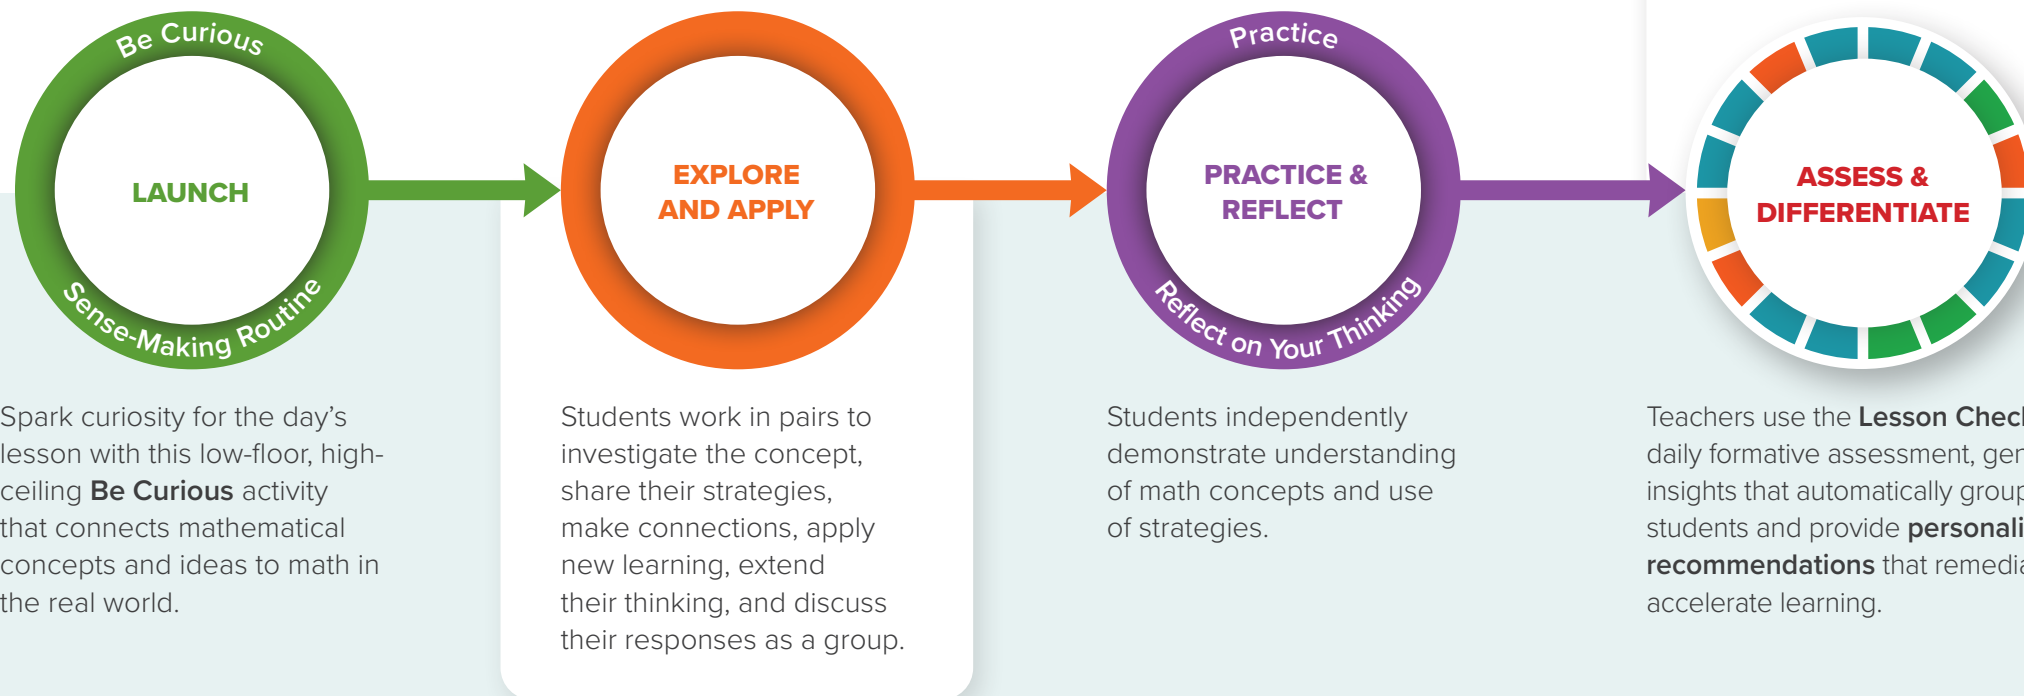 Be Curious
LAUNCH
Sense-Making Routine
Spark curiosity for the day's
lesson with this low-floor, high-
ceiling Be Curious activity
that connects mathematical
concepts and ideas to math in
the real world.
EXPLORE
AND APPLY
Students work in pairs to
investigate the concept,
share their strategies,
make connections, apply
new learning, extend
their thinking, and discuss
their responses as a group.
Practice
PRACTICE &
REFLECT
Reflect on Your Thinking
Students independently
demonstrate understanding
of math concepts and use
of strategies.
ASSESS &
DIFFERENTIATE
Teachers use the Lesson
daily formative assessment,
insights that automatically
students and provide
recommendations that
accelerate learning.